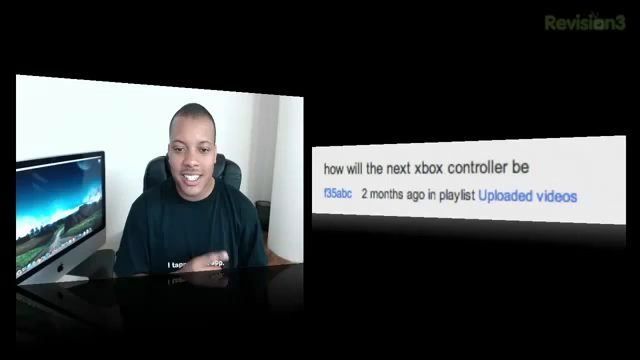 Revision3
how will the next xbox controller be
f35abc 2 months ago in playlist Uploaded videos